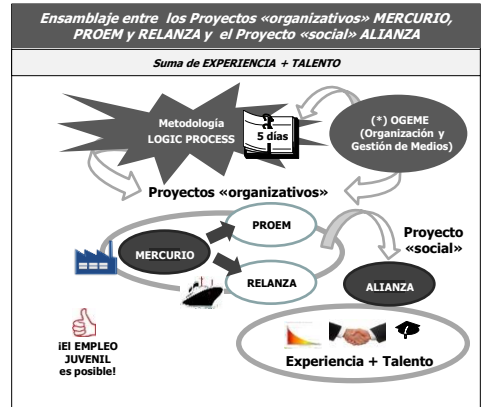 Ensamblaje entre los Proyectos «organizativos» MERCURIO,
PROEM y RELANZA y el Proyecto «social» ALIANZA
Suma de EXPERIENCIA + TALENTO
Metodología
LOGIC PROCESS
5 días
(*) OGEME
(Organización y
Gestión de Medios)
Proyectos «organizativos»
PROEM
MERCURIO
RELANZA
Proyecto
«social»
ALIANZA
¡El EMPLEO
JUVENIL
es posible!
Experiencia + Talento